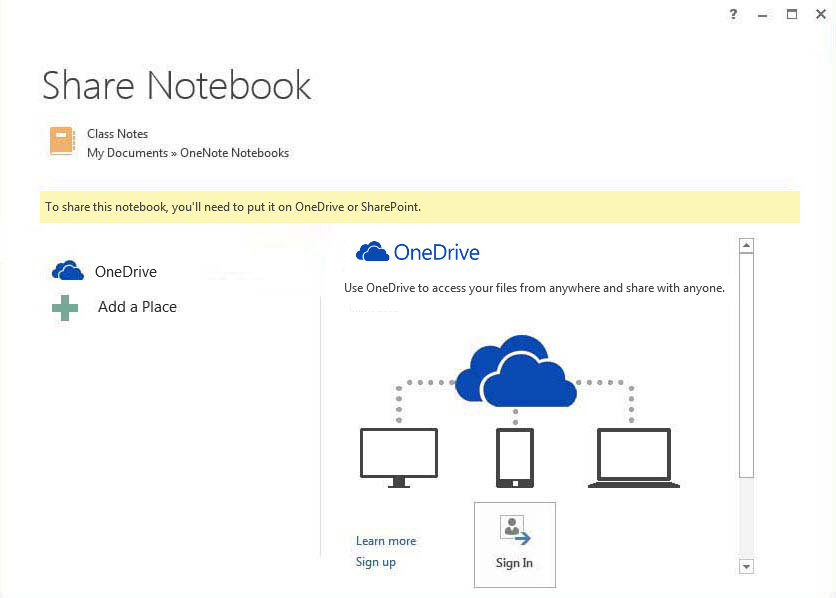 ?
Share Notebook
Class Notes
My Documents » OneNote Notebooks
To share this notebook, you'll need to put it on OneDrive or SharePoint.
OneDrive
Add a Place
OneDrive
Use OneDrive to access your files from anywhere and share with anyone.
Learn more
Sign up
Sign In